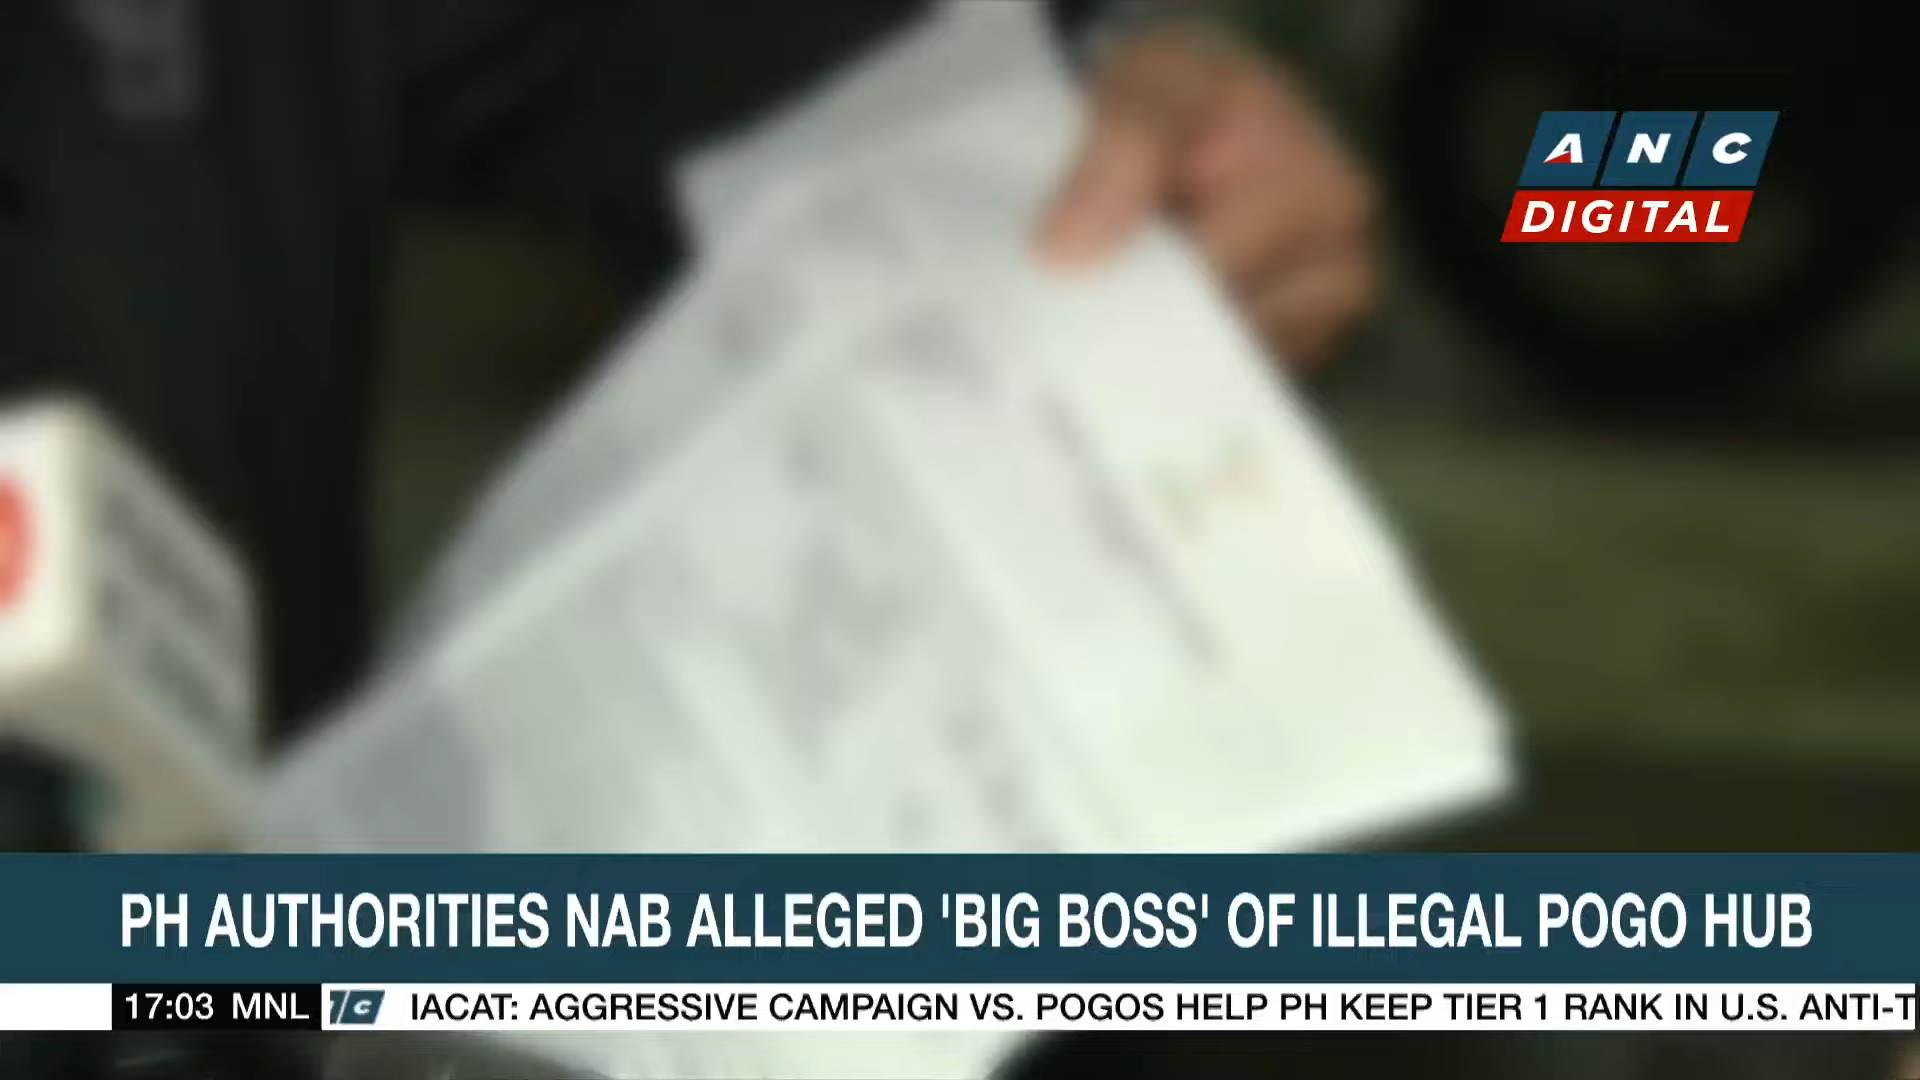 ANC
DIGITAL
PH AUTHORITIES NAB ALLEGED 'BIG BOSS' OF ILLEGAL POGO HUB
17:03 MNL IACAT: AGGRESSIVE CAMPAIGN VS. POGOS HELP PH KEEP TIER 1 RANK IN U.S. ANTI-T